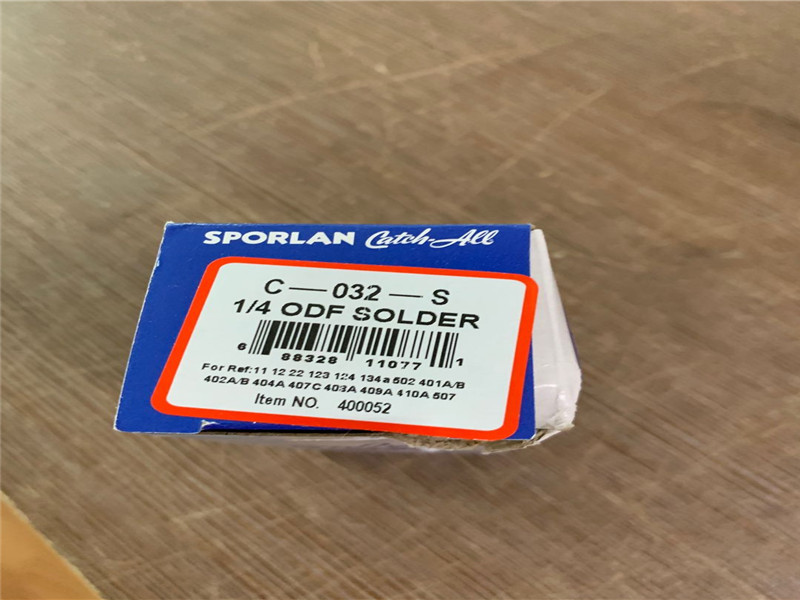 SPORLAN Catch-All
C — 032 — S
1/4 ODF SOLDER
6 88328 11077 1
For Ref:11 12 22 123 124 134a 502 401A/B
402A/B 404A 407C 408A 409A 410A 507
Item NO. 400052